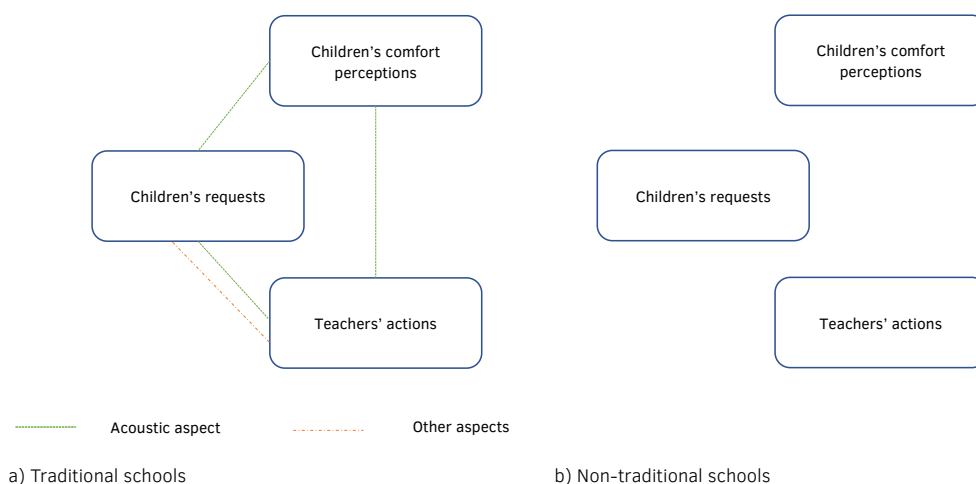 Children’s comfort
perceptions
Children’s requests
Teachers’ actions
Children’s comfort
perceptions
Children’s requests
Teachers’ actions
Acoustic aspect
Other aspects
a) Traditional schools
b) Non-traditional schools